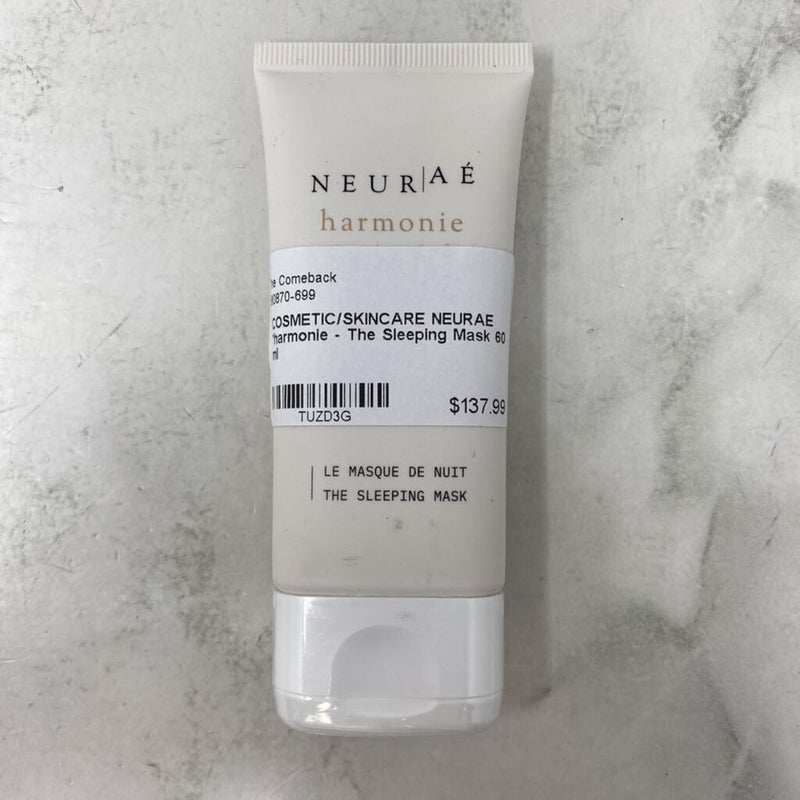 NEUR|AÉ
harmonie
he Comeback
0870-699
COSMETIC/SKINCARE NEURAE
'harmonie - The Sleeping Mask 60
ml
TUZD3G
$137.99
LE MASQUE DE NUIT
THE SLEEPING MASK